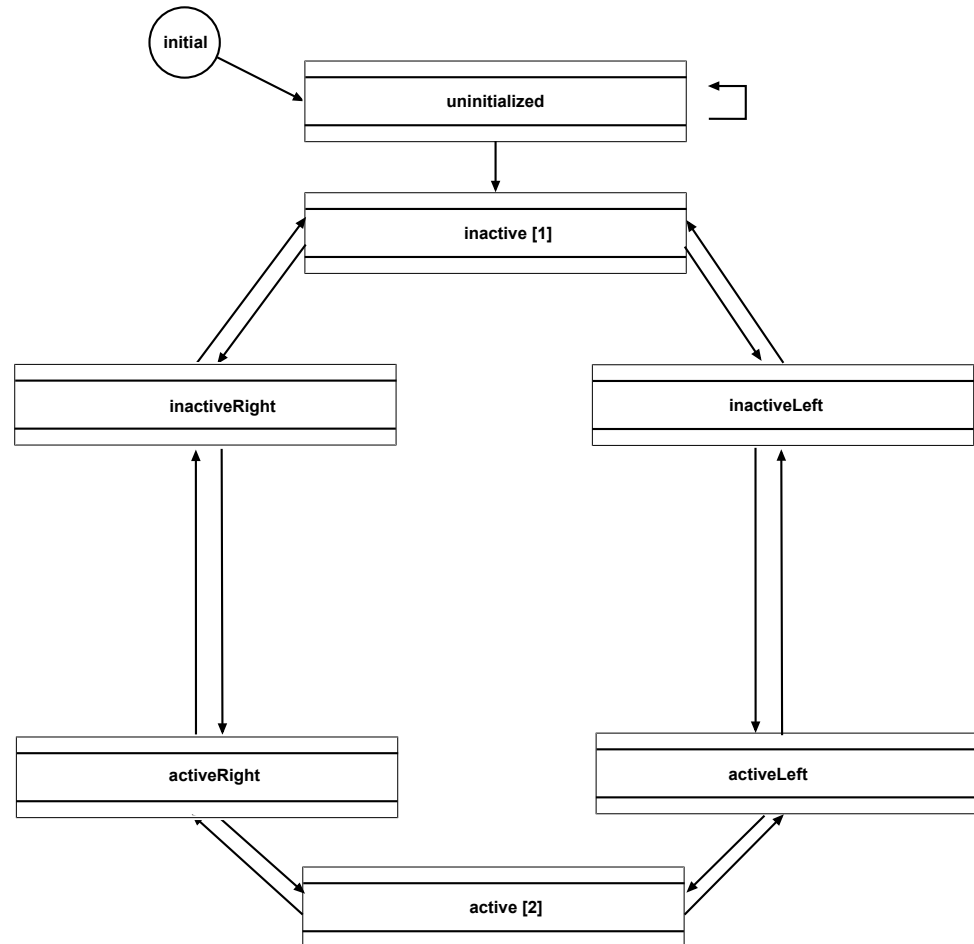 initial
uninitialized
inactive [1]
inactiveRight
inactiveLeft
activeRight
activeLeft
active [2]